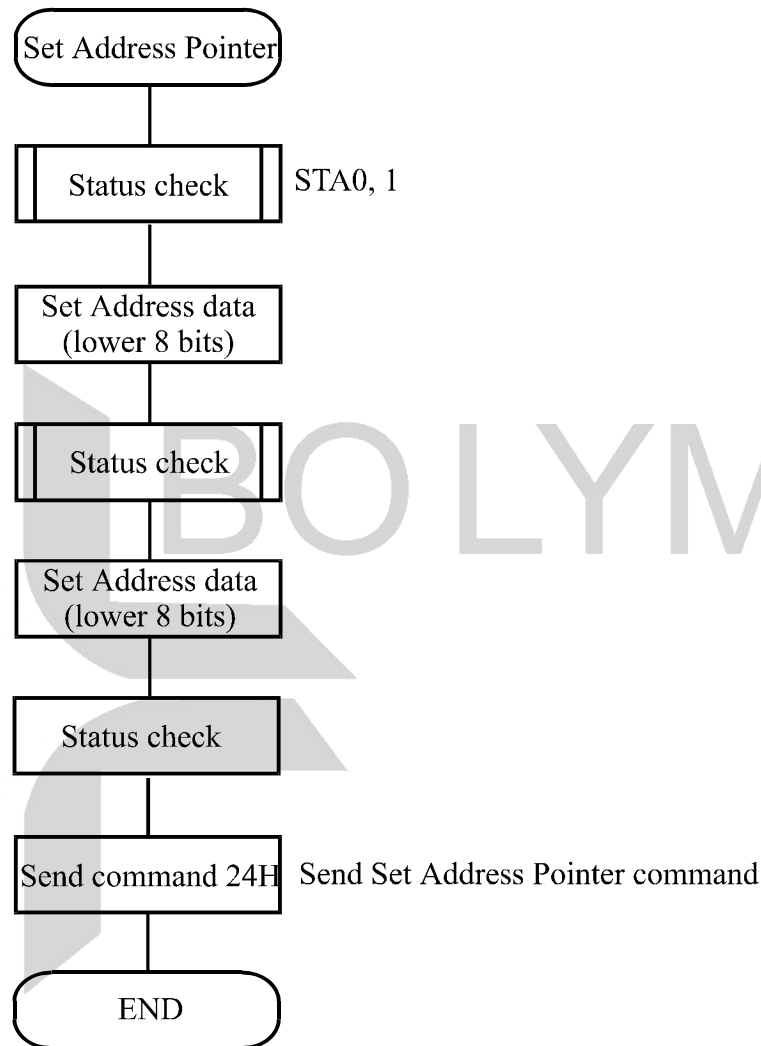 Set Address Pointer
Status check
STA0, 1
Set Address data
(lower 8 bits)
Status check
Set Address data
(lower 8 bits)
Status check
Send command 24H
Send Set Address Pointer command
END
BOLYM